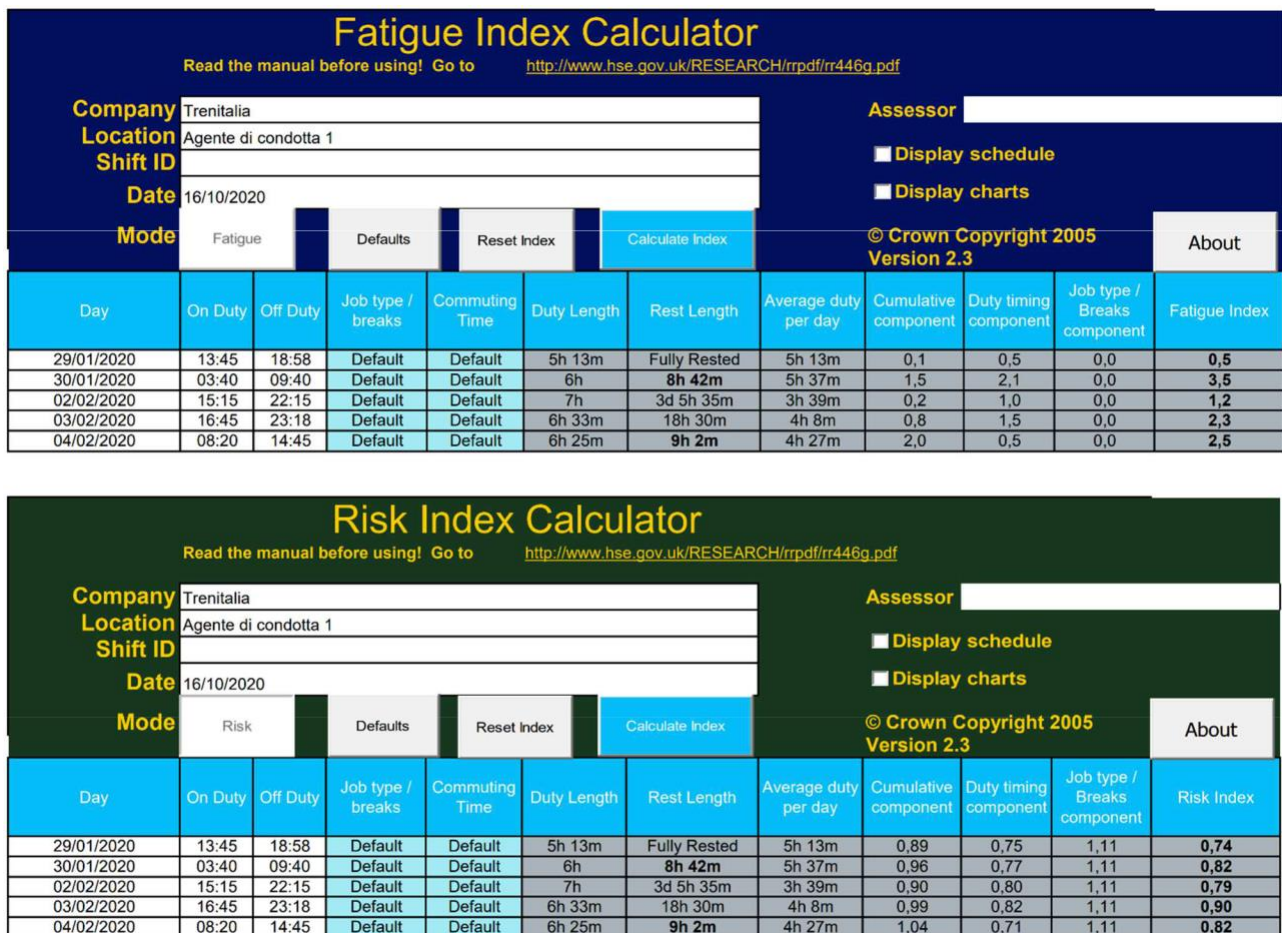 Fatigue Index Calculator
Read the manual before using! Go to http://www.hse.gov.uk/RESEARCH/rrpdf/rr446g.pdf
Company Trenitalia Assessor
Location Agente di condotta 1
Shift ID Display schedule
Date 16/10/2020 Display charts
Mode Fatigue Defaults Reset Index Calculate Index © Crown Copyright 2005 Version 2.3 About
Day On Duty Off Duty Job type / breaks Commuting Time Duty Length Rest Length Average duty per day Cumulative component Duty timing component Job type / Breaks component Fatigue Index
29/01/2020 13:45 18:58 Default Default 5h 13m Fully Rested 5h 13m 0,1 0,5 0,0 0,5
30/01/2020 03:40 09:40 Default Default 6h 8h 42m 5h 37m 1,5 2,1 0,0 3,5
02/02/2020 15:15 22:15 Default Default 7h 3d 5h 35m 3h 39m 0,2 1,0 0,0 1,2
03/02/2020 16:45 23:18 Default Default 6h 33m 18h 30m 4h 8m 0,8 1,5 0,0 2,3
04/02/2020 08:20 14:45 Default Default 6h 25m 9h 2m 4h 27m 2,0 0,5 0,0 2,5
Risk Index Calculator
Read the manual before using! Go to http://www.hse.gov.uk/RESEARCH/rrpdf/rr446g.pdf
Company Trenitalia Assessor
Location Agente di condotta 1
Shift ID Display schedule
Date 16/10/2020 Display charts
Mode Risk Defaults Reset Index Calculate Index © Crown Copyright 2005 Version 2.3 About
Day On Duty Off Duty Job type / breaks Commuting Time Duty Length Rest Length Average duty per day Cumulative component Duty timing component Job type / Breaks component Risk Index
29/01/2020 13:45 18:58 Default Default 5h 13m Fully Rested 5h 13m 0,89 0,75 1,11 0,74
30/01/2020 03:40 09:40 Default Default 6h 8h 42m 5h 37m 0,96 0,77 1,11 0,82
02/02/2020 15:15 22:15 Default Default 7h 3d 5h 35m 3h 39m 0,90 0,80 1,11 0,79
03/02/2020 16:45 23:18 Default Default 6h 33m 18h 30m 4h 8m 0,99 0,82 1,11 0,90
04/02/2020 08:20 14:45 Default Default 6h 25m 9h 2m 4h 27m 1,04 0,71 1,11 0,82